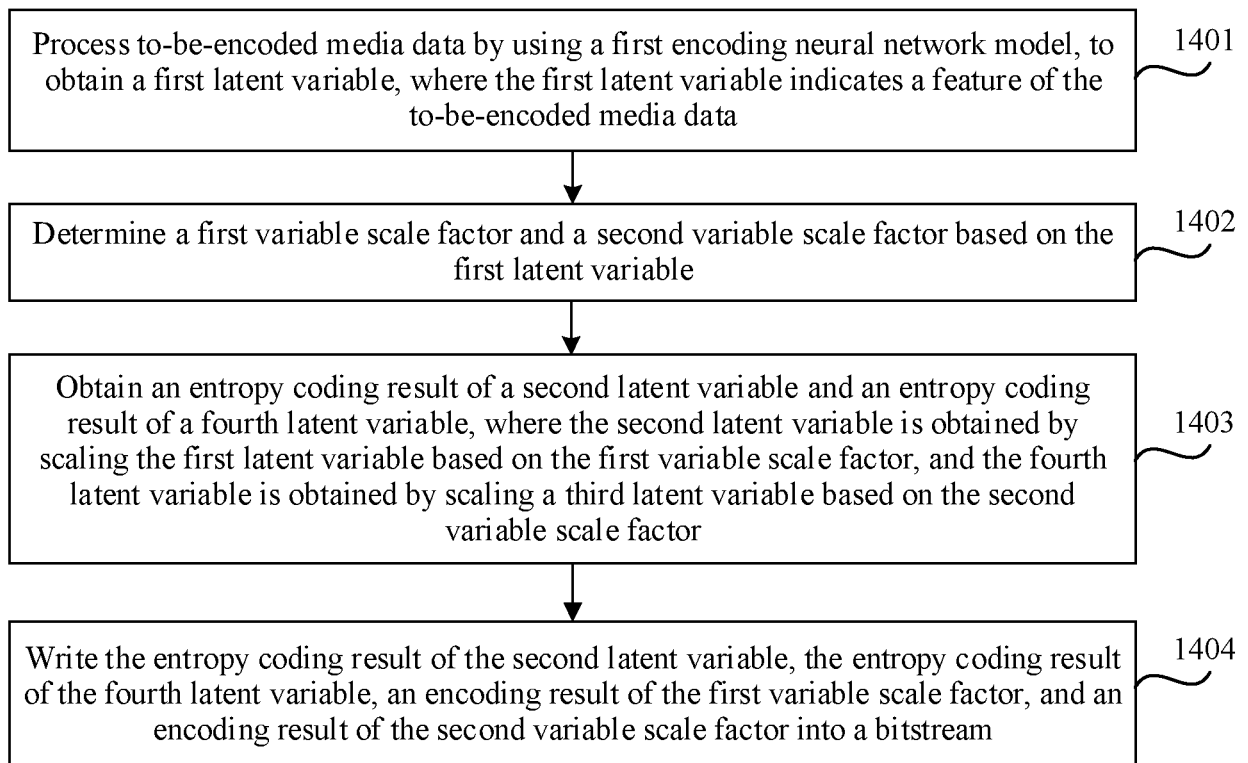 Process to-be-encoded media data by using a first encoding neural network model, to
obtain a first latent variable, where the first latent variable indicates a feature of the
to-be-encoded media data
1401
Determine a first variable scale factor and a second variable scale factor based on the
first latent variable
1402
Obtain an entropy coding result of a second latent variable and an entropy coding
result of a fourth latent variable, where the second latent variable is obtained by
scaling the first latent variable based on the first variable scale factor, and the fourth
latent variable is obtained by scaling a third latent variable based on the second
variable scale factor
1403
Write the entropy coding result of the second latent variable, the entropy coding result
of the fourth latent variable, an encoding result of the first variable scale factor, and an
encoding result of the second variable scale factor into a bitstream
1404